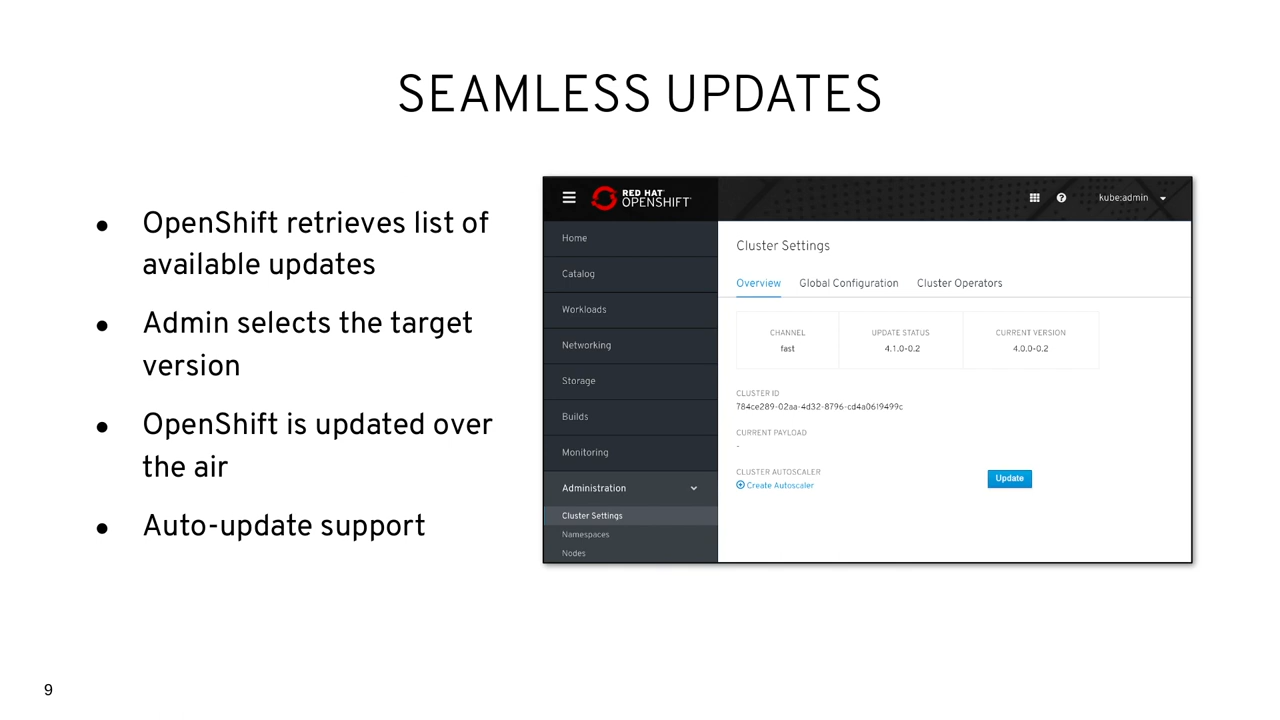 SEAMLESS UPDATES
● OpenShift retrieves list of
available updates
● Admin selects the target
version
● OpenShift is updated over
the air
● Auto-update support
RED HAT
OPENSHIFT
kube:admin
Home
Catalog
Workloads
Networking
Storage
Builds
Monitoring
Administration
Cluster Settings
Namespaces
Nodes
Cluster Settings
Overview Global Configuration Cluster Operators
CHANNEL UPDATE STATUS CURRENT VERSION
fast 4.1.0-0.2 4.0.0-0.2
CLUSTER ID
784ce289-02aa-4d32-8796-cd4a0619499c
CURRENT PAYLOAD
-
CLUSTER AUTOSCALER
Create Autoscaler
Update
9